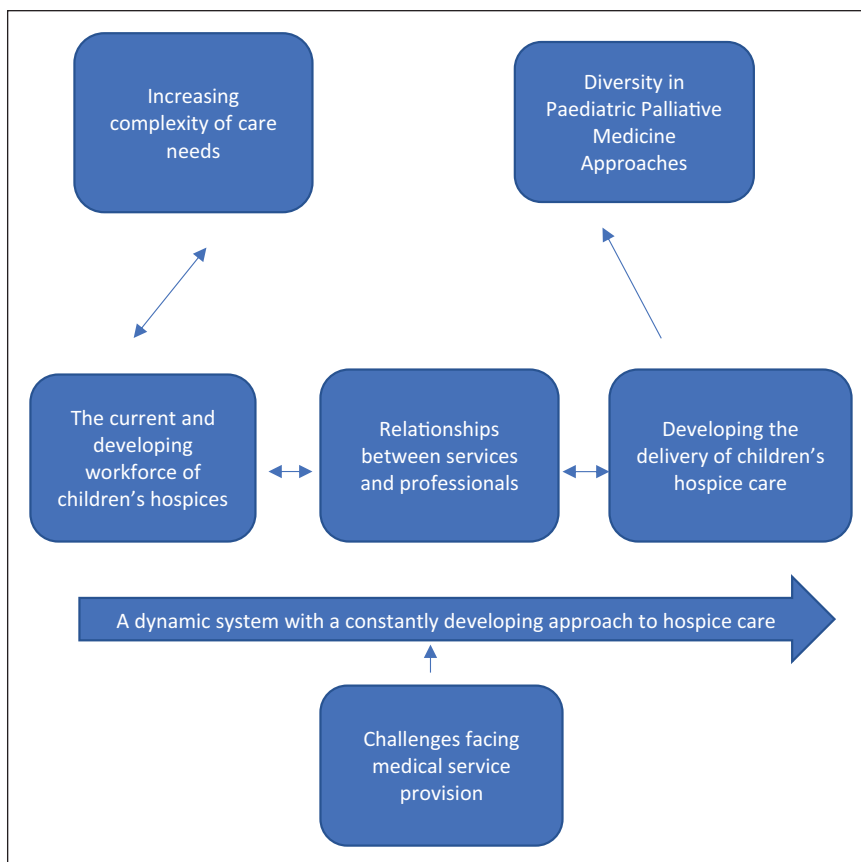 Increasing
complexity of care
needs
Diversity in
Paediatric Palliative
Medicine
Approaches
The current and
developing
workforce of
children’s hospices
Relationships
between services
and professionals
Developing the
delivery of children’s
hospice care
A dynamic system with a constantly developing approach to hospice care
Challenges facing
medical service
provision